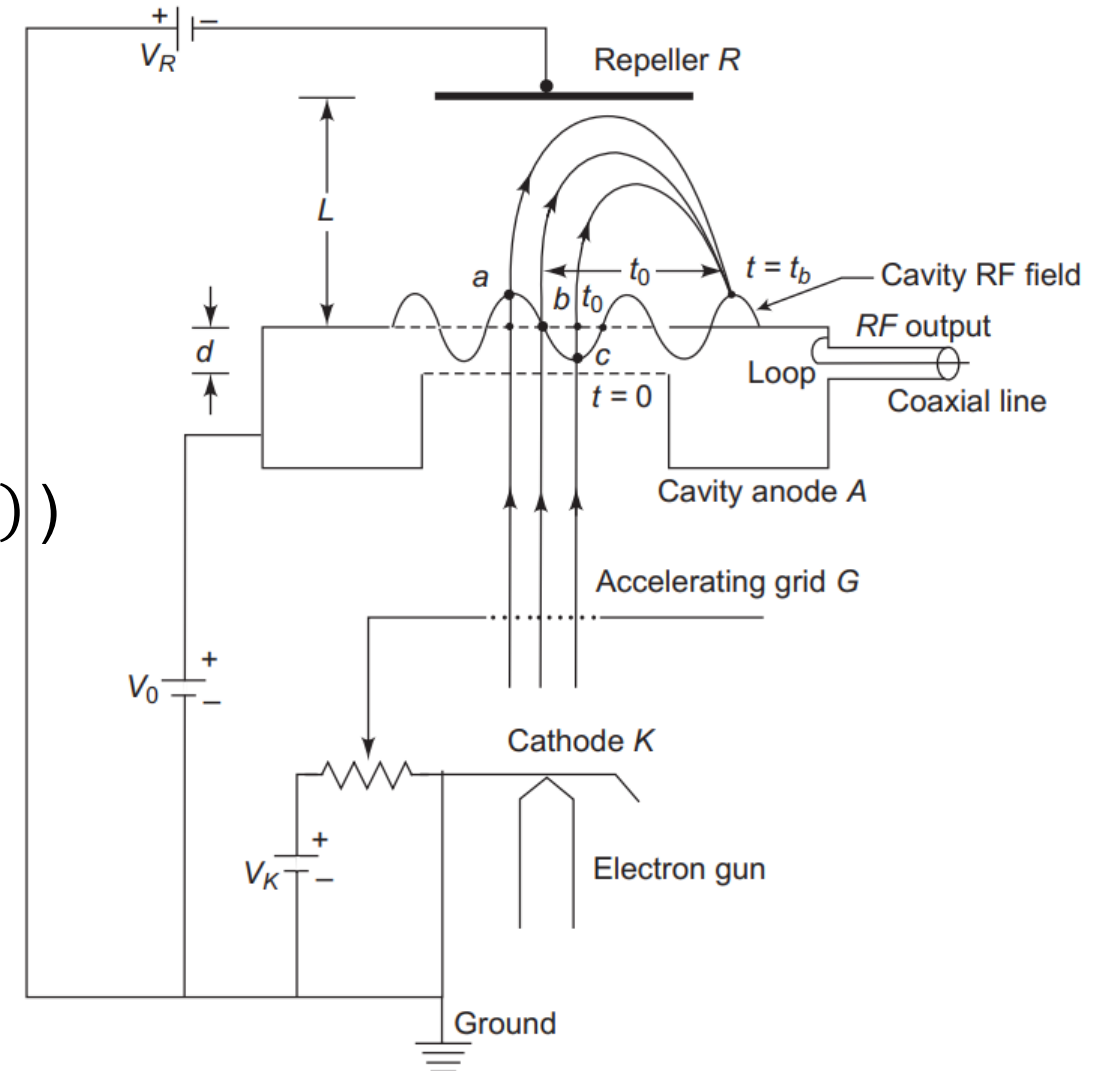 + −
V_R
Repeller R
L
a
b
t_0
t_0
t = t_b
Cavity RF field
RF output
d
c
Loop
t = 0
Coaxial line
Cavity anode A
))
Accelerating grid G
+
V_0
−
Cathode K
+
V_K
−
Electron gun
Ground